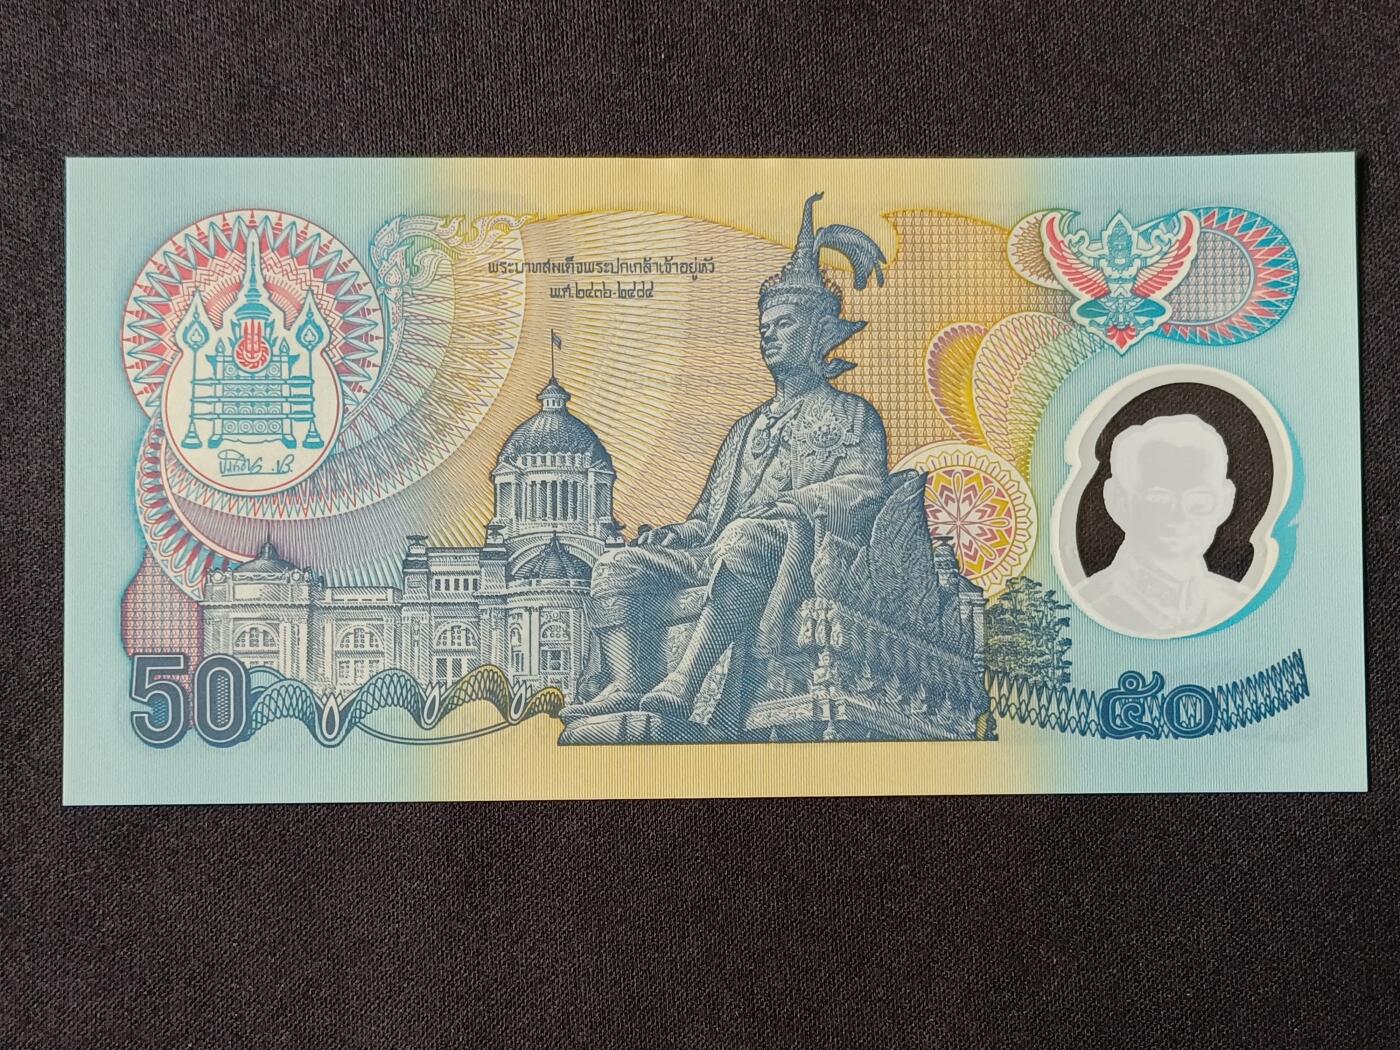 พระบาทสมเด็จพระปกเกล้าเจ้าอยู่หัว
พ.ศ.๒๔๓๖-๒๔๘๔
50
๕๐